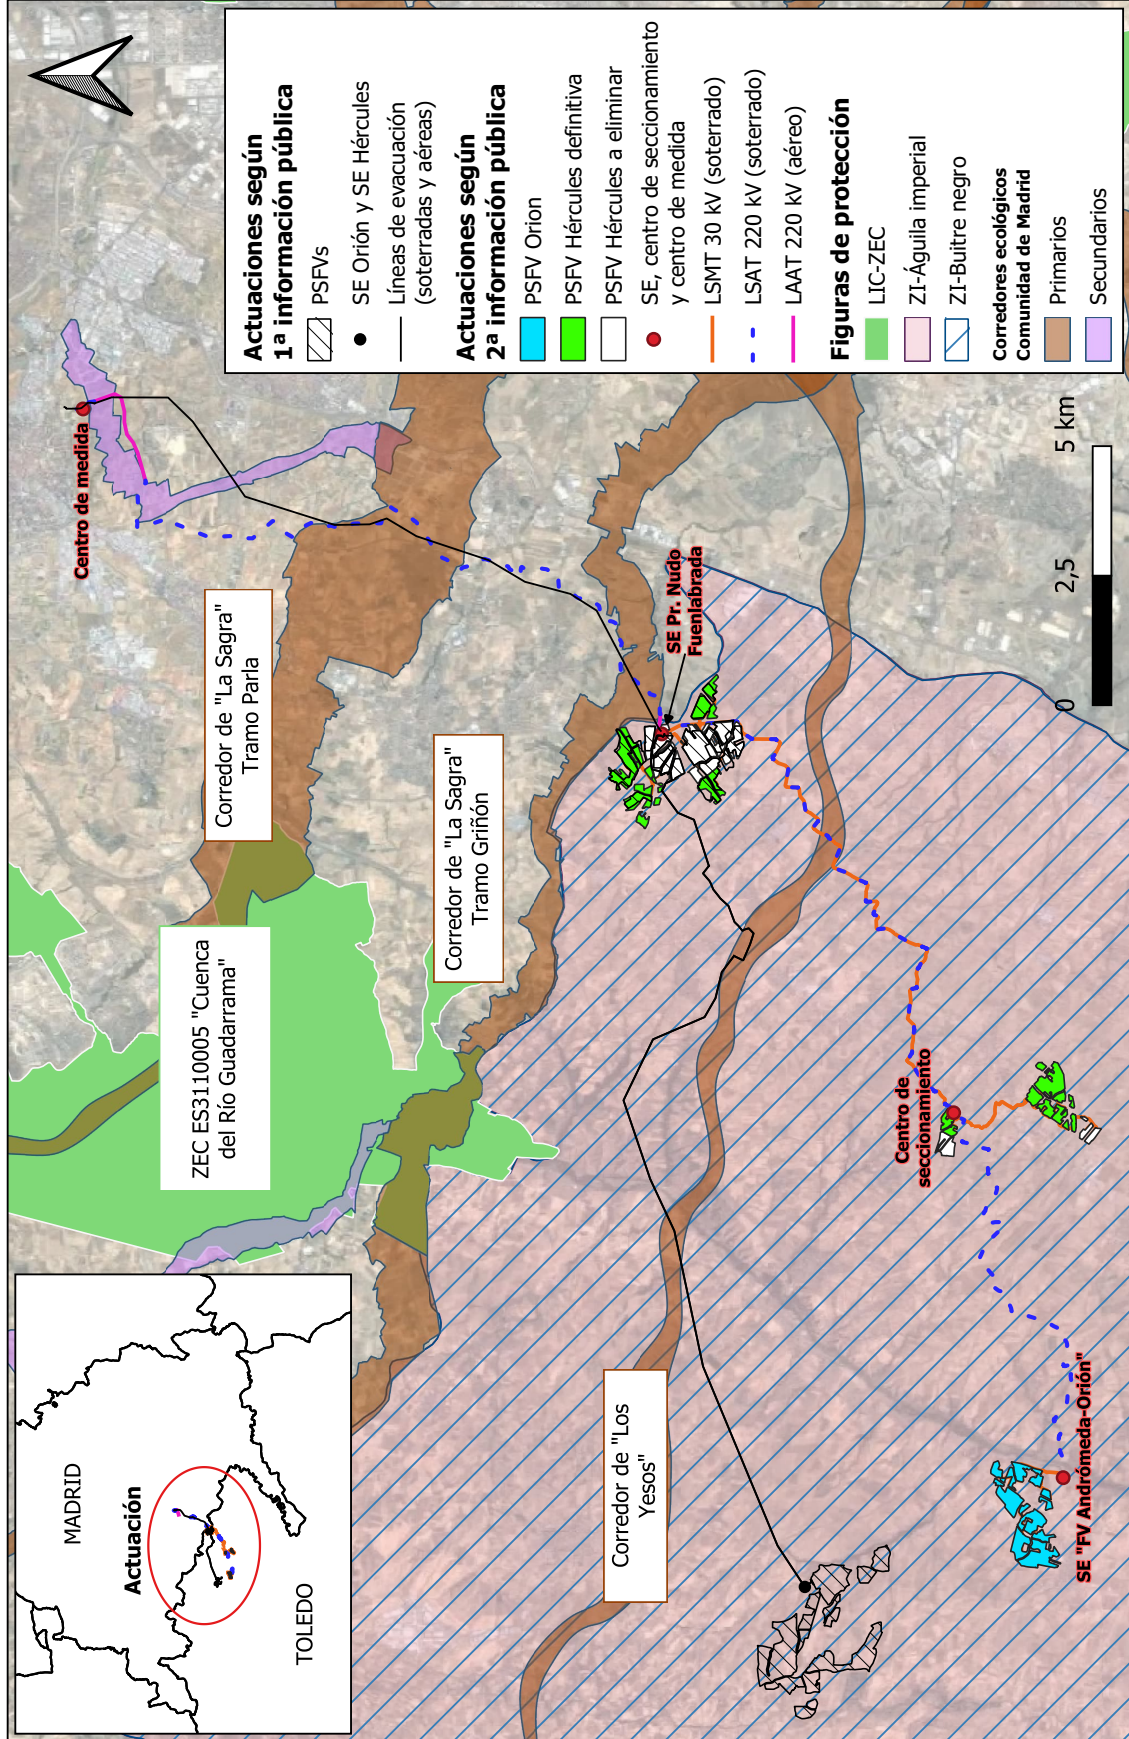 MADRID
Actuación
TOLEDO
ZEC ES3110005 "Cuenca
del Río Guadarrama"
Corredor de "La Sagra"
Tramo Parla
Corredor de "La Sagra"
Tramo Griñón
Corredor de "Los
Yesos"
Centro de medida
SE Pr. Nudo
Fuenlabrada
Centro de
seccionamiento
SE "FV Andrómeda-Orión"
0
2,5
5 km
Actuaciones según
1ª información pública
PSFVs
SE Orión y SE Hércules
Líneas de evacuación
(soterradas y aéreas)
Actuaciones según
2ª información pública
PSFV Orion
PSFV Hércules definitiva
PSFV Hércules a eliminar
SE, centro de seccionamiento
y centro de medida
LSMT 30 kV (soterrado)
LSAT 220 kV (soterrado)
LAAT 220 kV (aéreo)
Figuras de protección
LIC-ZEC
ZI-Águila imperial
ZI-Buitre negro
Corredores ecológicos
Comunidad de Madrid
Primarios
Secundarios